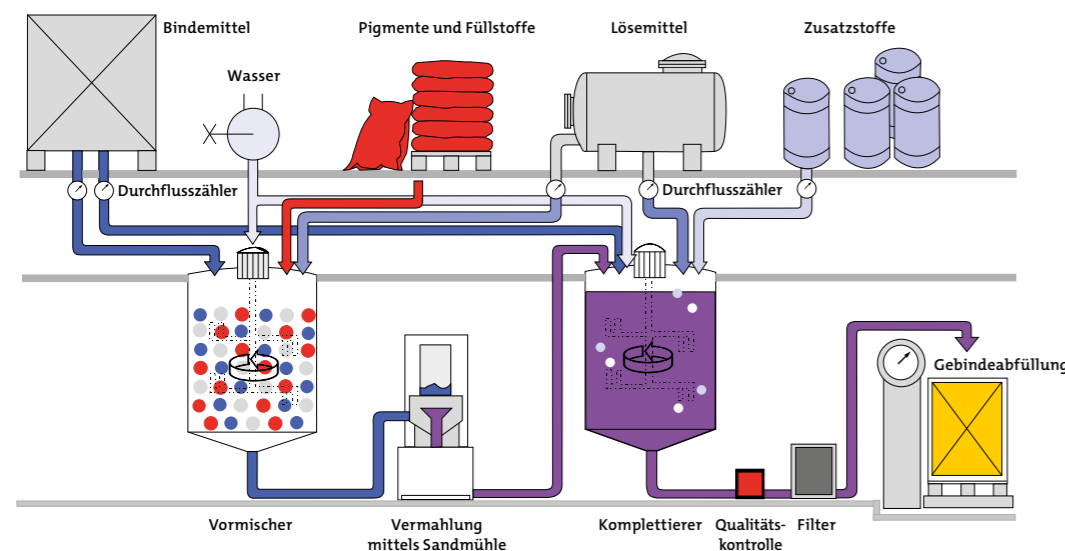 Bindemittel
Pigmente und Füllstoffe
Lösemittel
Zusatzstoffe
Wasser
Durchflusszähler
Durchflusszähler
Gebindeabfüllung
Vormischer
Vermahlung
mittels Sandmühle
Komplettierer
Qualitäts-
kontrolle
Filter